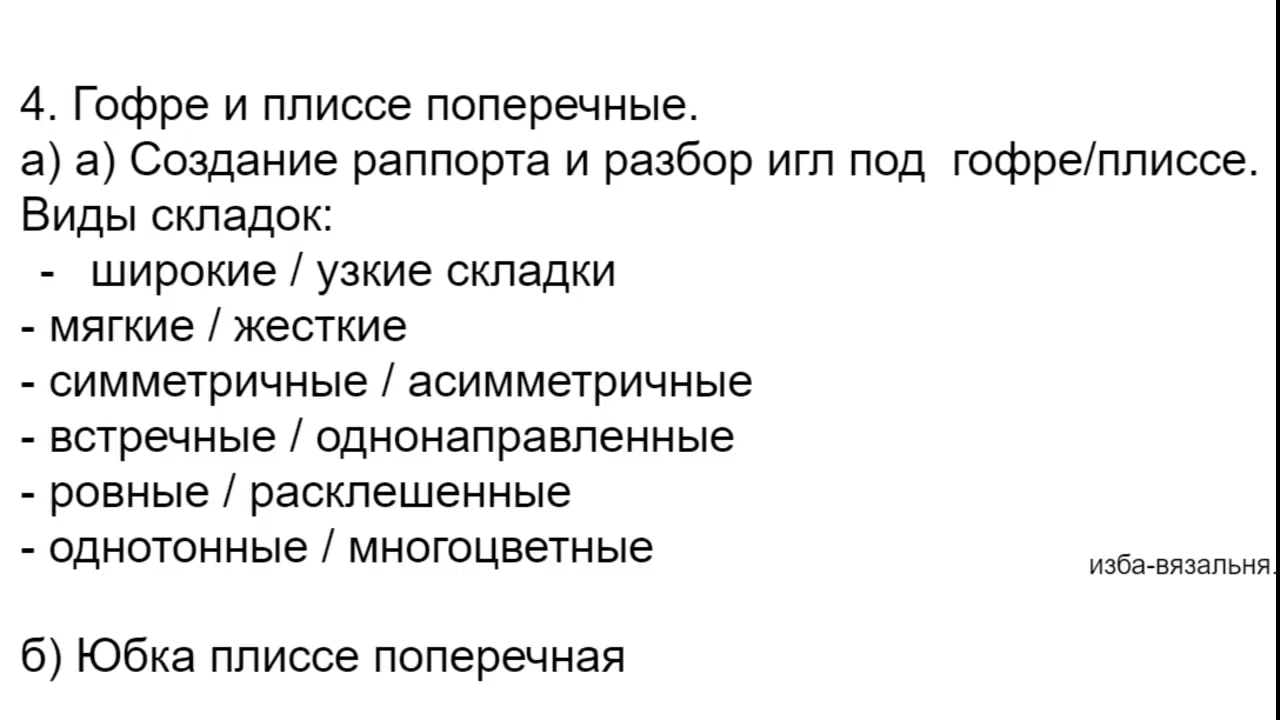 4. Гофре и плиссе поперечные.
а) а) Создание раппорта и разбор игл под  гофре/плиссе.
Виды складок:
-   широкие / узкие складки
- мягкие / жесткие
- симметричные / асимметричные
- встречные / однонаправленные
- ровные / расклешенные
- однотонные / многоцветные
изба-вязальня.
б) Юбка плиссе поперечная